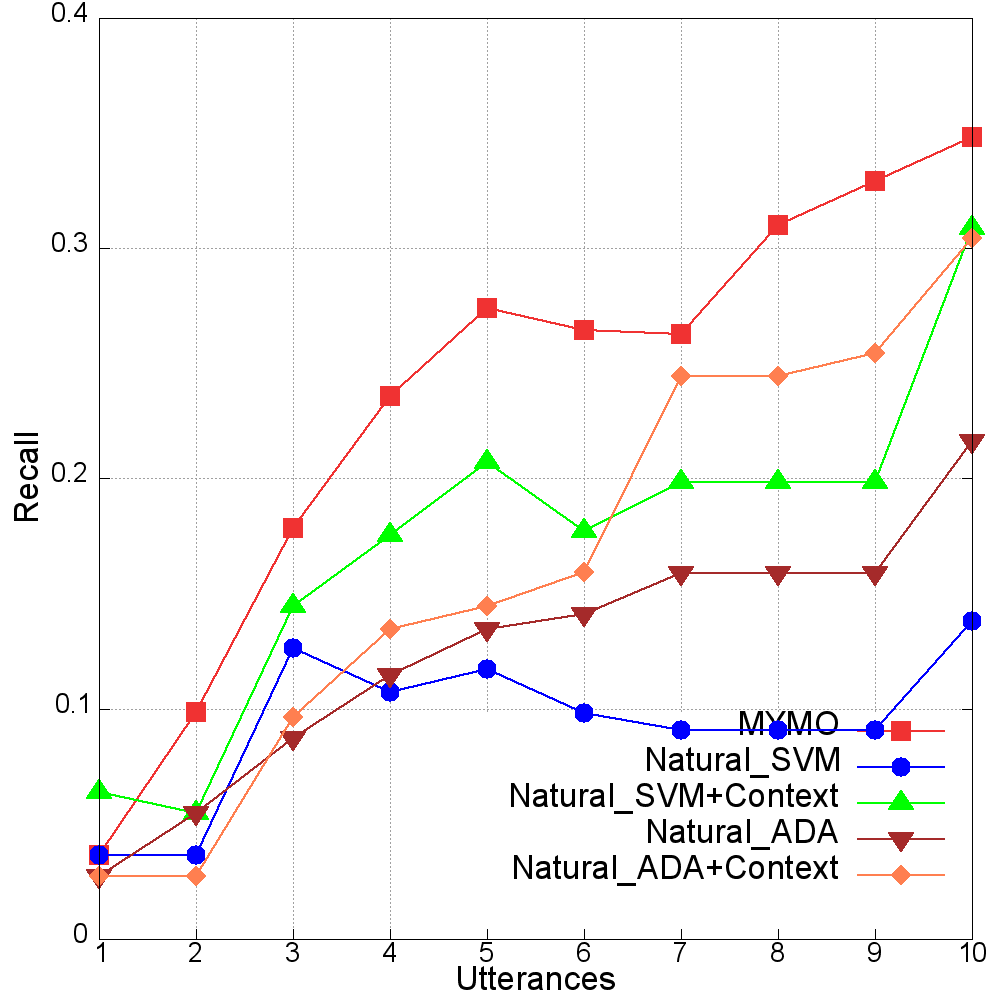 0.4
0.3
0.2
0.1
0
Recall
MYMO
Natural_SVM
Natural_SVM+Context
Natural_ADA
Natural_ADA+Context
1 2 3 4 5 6 7 8 9 10
Utterances